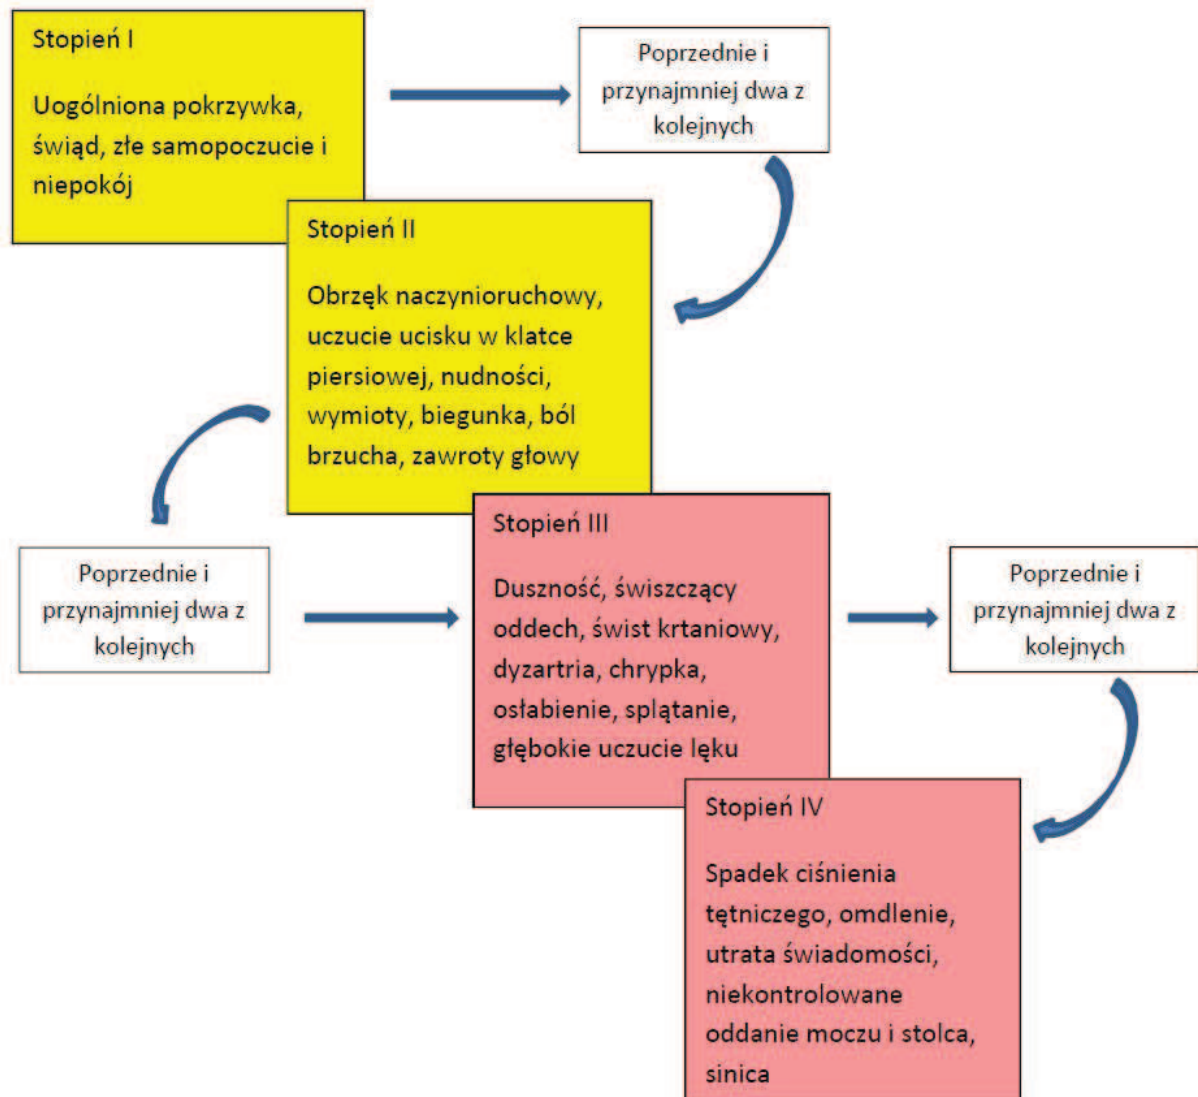 Stopień I
Uogólniona pokrzywka,
świąd, złe samopoczucie i
niepokój
Poprzednie i
przynajmniej dwa z
kolejnych
Stopień II
Obrzęk naczynioruchowy,
uczucie ucisku w klatce
piersiowej, nudności,
wymioty, biegunka, ból
brzucha, zawroty głowy
Poprzednie i
przynajmniej dwa z
kolejnych
Stopień III
Duszność, świszczący
oddech, świst krtaniowy,
dyzartria, chrypka,
osłabienie, splątanie,
głębokie uczucie lęku
Poprzednie i
przynajmniej dwa z
kolejnych
Stopień IV
Spadek ciśnienia
tętniczego, omdlenie,
utrata świadomości,
niekontrolowane
oddanie moczu i stolca,
sinica